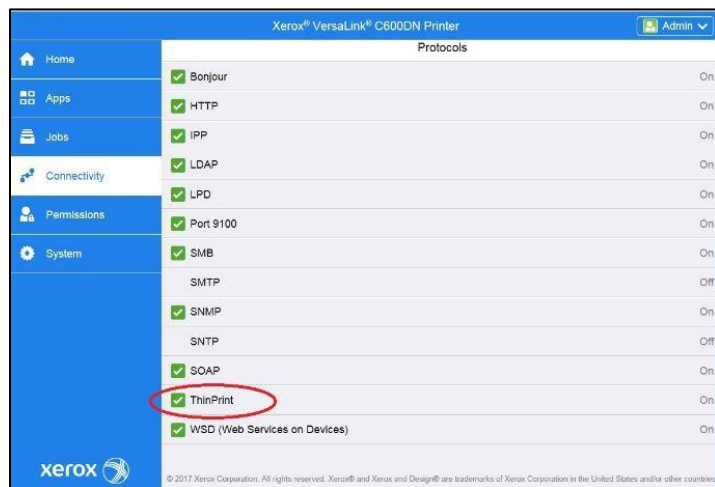 Xerox® VersaLink® C600DN Printer
Admin
Home
Apps
Jobs
Connectivity
Permissions
System
Protocols
Bonjour On
HTTP On
IPP On
LDAP On
LPD On
Port 9100 On
SMB On
SMTP Off
SNMP On
SNTP Off
SOAP On
ThinPrint On
WSD (Web Services on Devices) On
xerox
© 2017 Xerox Corporation. All rights reserved. Xerox® and Xerox and Design® are trademarks of Xerox Corporation in the United States and/or other countries